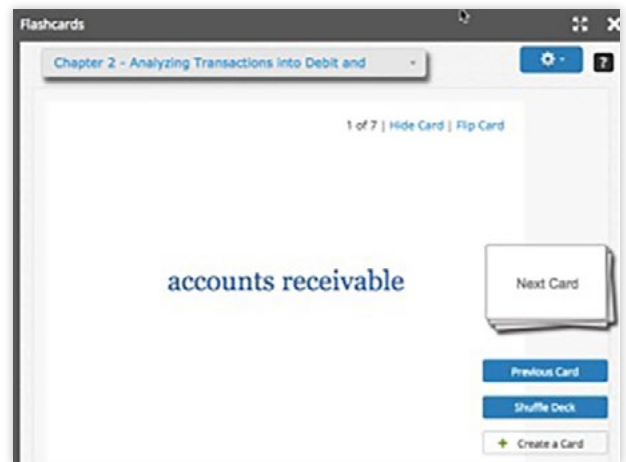 Flashcards
Chapter 2 - Analyzing Transactions into Debit and
?
1 of 7 | Hide Card | Flip Card
accounts receivable
Next Card
Previous Card
Shuffle Deck
+ Create a Card